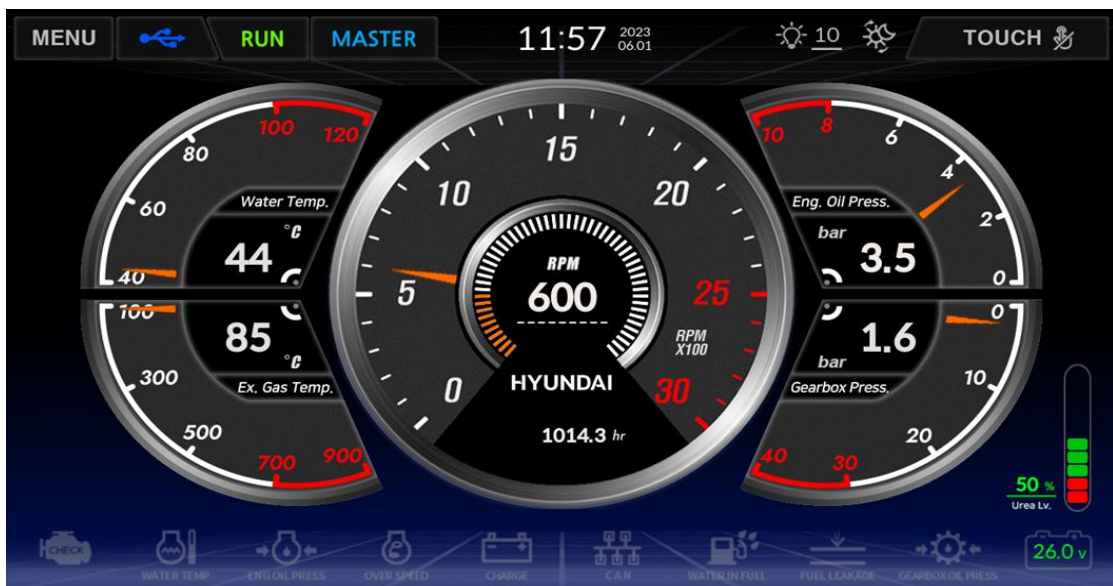 MENU
RUN
MASTER
11:57 2023 06.01
10
TOUCH
100
120
80
60
40
Water Temp.
°C
44
100
300
500
700
900
85
°C
Ex. Gas Temp.
0
5
10
15
20
25
30
RPM
X100
RPM
600
HYUNDAI
1014.3 hr
10
8
6
4
2
0
Eng. Oil Press.
bar
3.5
0
10
20
30
40
1.6
bar
Gearbox Press.
50 %
Urea Lv.
CHECK
WATER TEMP
ENG OIL PRESS
OVER SPEED
CHARGE
CAN
WATER IN FUEL
FUEL LEAKAGE
GEARBOX OIL PRESS
26.0 v